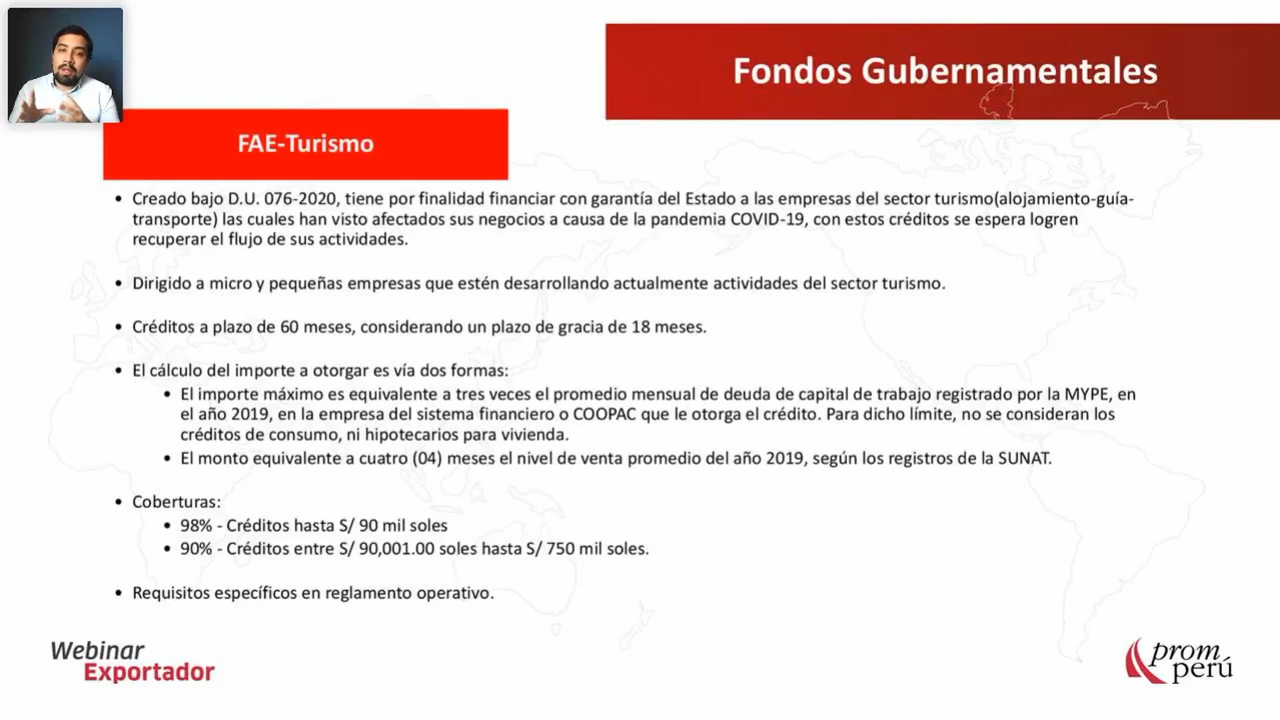 Fondos Gubernamentales
FAE-Turismo
• Creado bajo D.U. 076-2020, tiene por finalidad financiar con garantía del Estado a las empresas del sector turismo(alojamiento-guía-
transporte) las cuales han visto afectados sus negocios a causa de la pandemia COVID-19, con estos créditos se espera logren
recuperar el flujo de sus actividades.
• Dirigido a micro y pequeñas empresas que estén desarrollando actualmente actividades del sector turismo.
• Créditos a plazo de 60 meses, considerando un plazo de gracia de 18 meses.
• El cálculo del importe a otorgar es vía dos formas:
• El importe máximo es equivalente a tres veces el promedio mensual de deuda de capital de trabajo registrado por la MYPE, en
el año 2019, en la empresa del sistema financiero o COOPAC que le otorga el crédito. Para dicho límite, no se consideran los
créditos de consumo, ni hipotecarios para vivienda.
• El monto equivalente a cuatro (04) meses el nivel de venta promedio del año 2019, según los registros de la SUNAT.
• Coberturas:
• 98% - Créditos hasta S/ 90 mil soles
• 90% - Créditos entre S/ 90,001.00 soles hasta S/ 750 mil soles.
• Requisitos específicos en reglamento operativo.
Webinar
Exportador
prom
perú